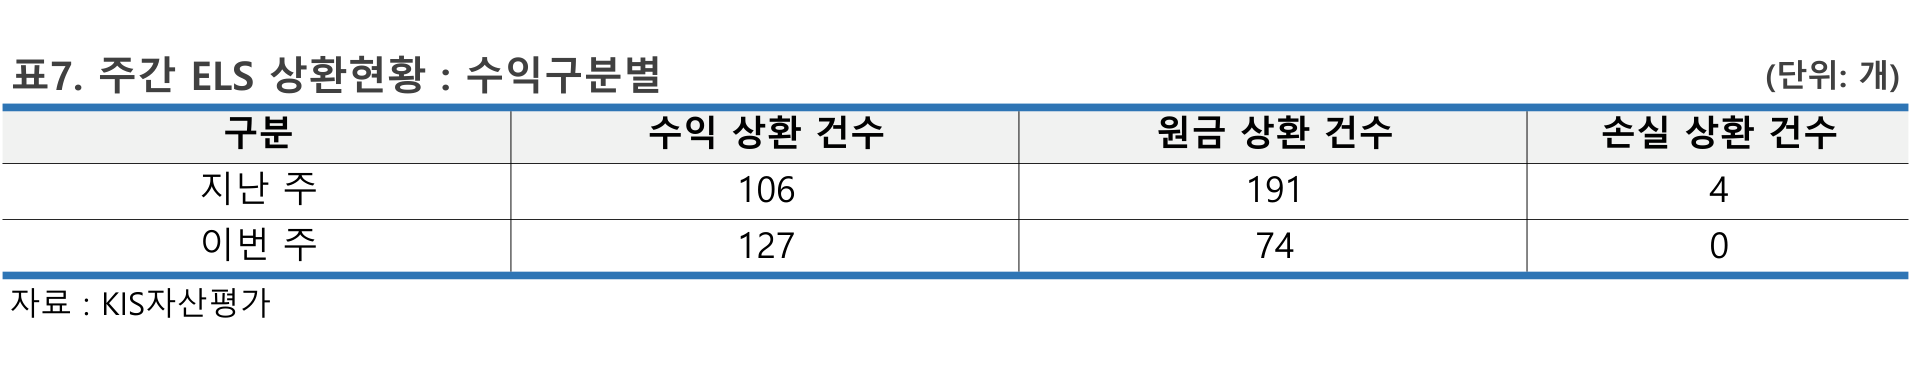 표7. 주간 ELS 상환현황 : 수익구분별 (단위: 개)
구분 수익 상환 건수 원금 상환 건수 손실 상환 건수
지난 주 106 191 4
이번 주 127 74 0
자료 : KIS자산평가